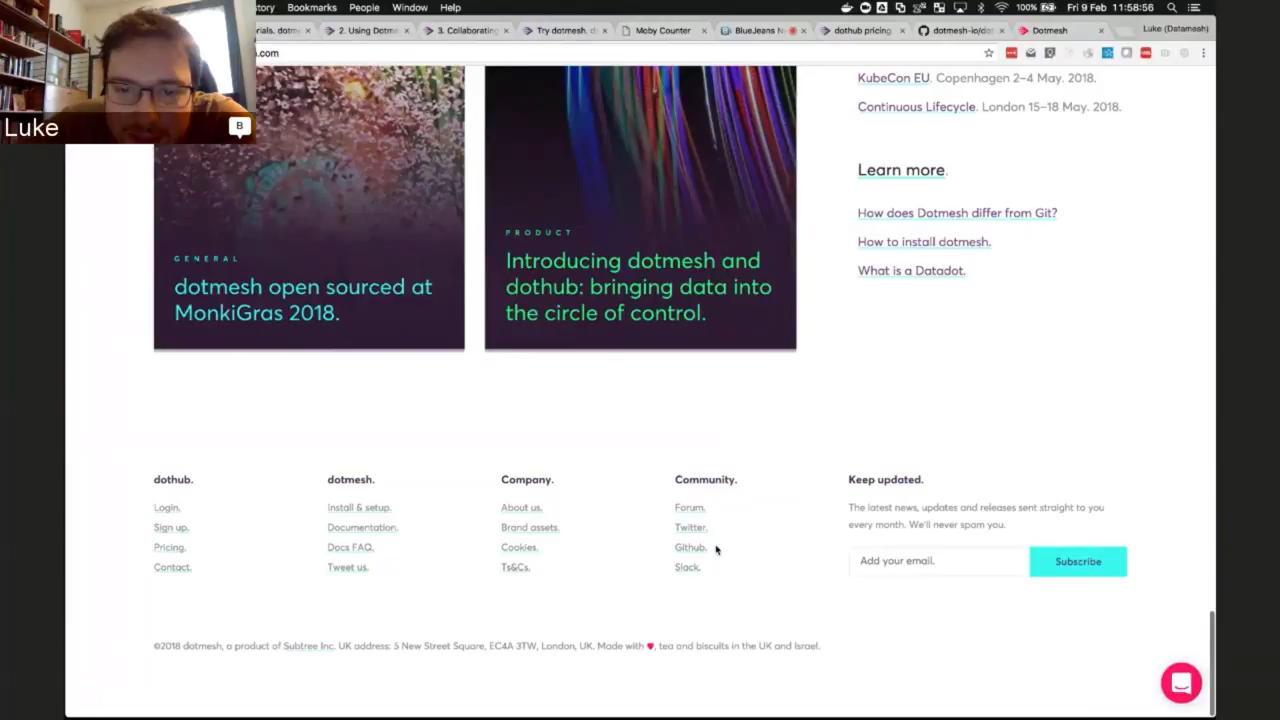 story Bookmarks People Window Help
100% Fri 9 Feb 11:58:56
rials. dotm
2. Using Dotme
3. Collaborating
Try dotmesh. d
Moby Counter
BlueJeans N
dothub pricing
dotmesh-io/dot
Dotmesh
Luke (Datamesh)
.com
Luke
B
KubeCon EU. Copenhagen 2–4 May. 2018.
Continuous Lifecycle. London 15–18 May. 2018.
Learn more.
How does Dotmesh differ from Git?
How to install dotmesh.
What is a Datadot.
GENERAL
dotmesh open sourced at
MonkiGras 2018.
PRODUCT
Introducing dotmesh and
dothub: bringing data into
the circle of control.
dothub.
Login.
Sign up.
Pricing.
Contact.
dotmesh.
Install & setup.
Documentation.
Docs FAQ.
Tweet us.
Company.
About us.
Brand assets.
Cookies.
Ts&Cs.
Community.
Forum.
Twitter.
Github.
Slack.
Keep updated.
The latest news, updates and releases sent straight to you
every month. We'll never spam you.
Add your email.
Subscribe
©2018 dotmesh, a product of Subtree Inc. UK address: 5 New Street Square, EC4A 3TW, London, UK. Made with ♥, tea and biscuits in the UK and Israel.